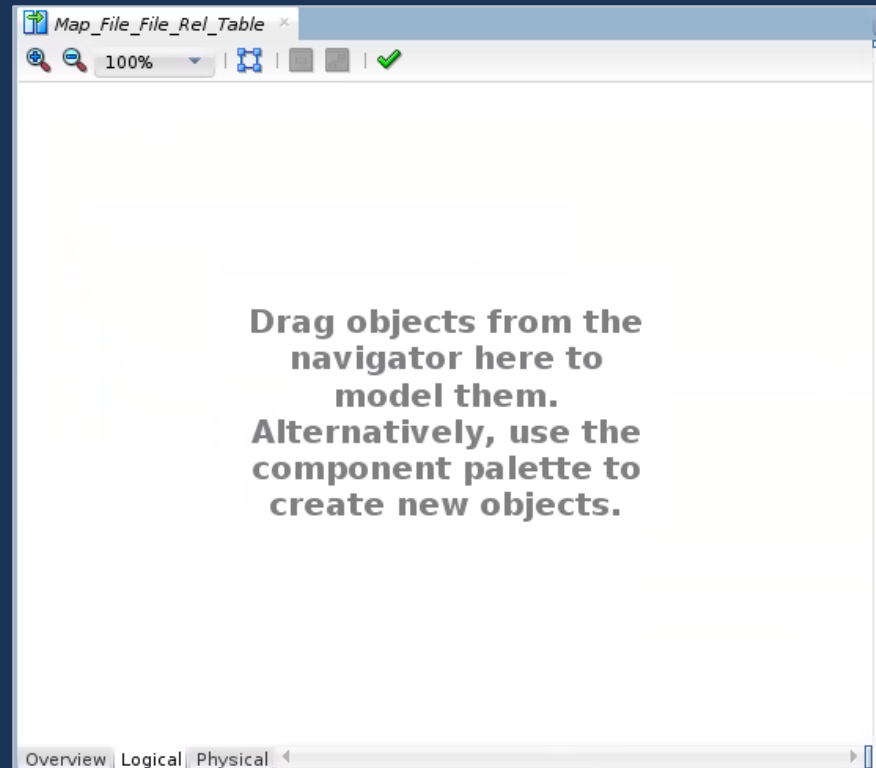 Map_File_File_Rel_Table
100%
Drag objects from the
navigator here to
model them.
Alternatively, use the
component palette to
create new objects.
Overview Logical Physical